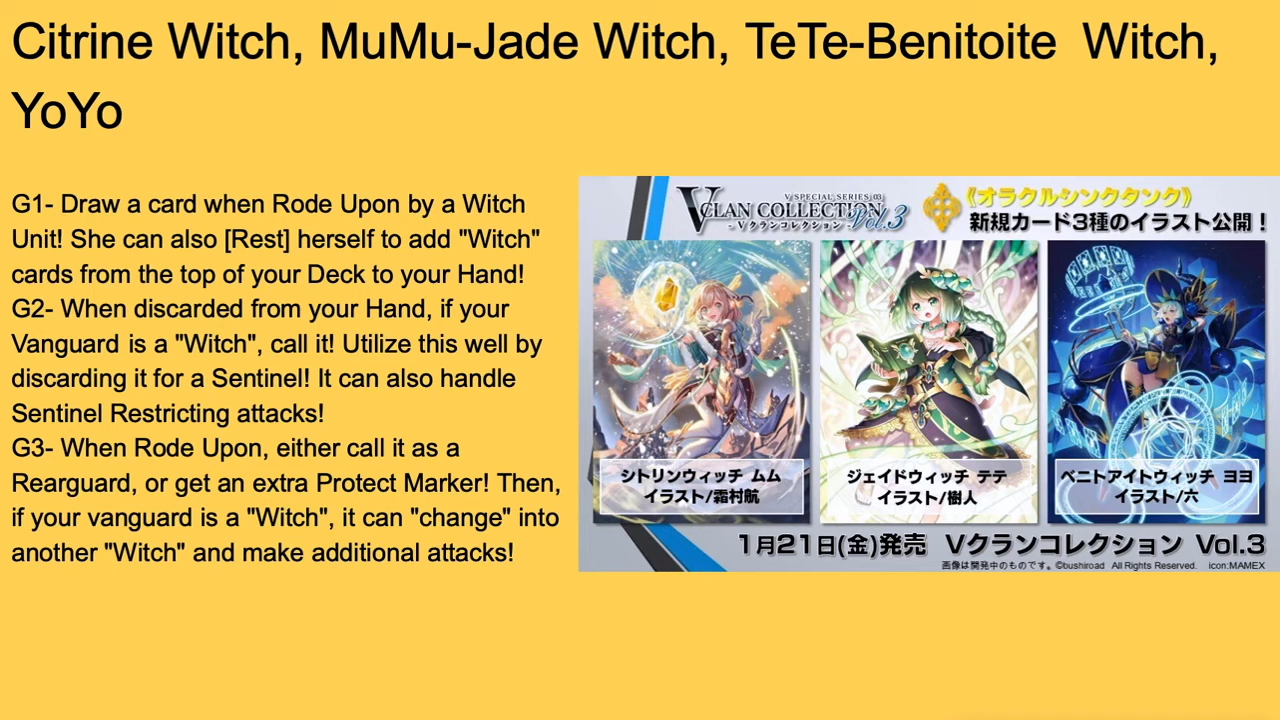 Citrine Witch, MuMu-Jade Witch, TeTe-Benitoite Witch,
YoYo
G1- Draw a card when Rode Upon by a Witch
Unit! She can also [Rest] herself to add "Witch"
cards from the top of your Deck to your Hand!
G2- When discarded from your Hand, if your
Vanguard is a "Witch", call it! Utilize this well by
discarding it for a Sentinel! It can also handle
Sentinel Restricting attacks!
G3- When Rode Upon, either call it as a
Rearguard, or get an extra Protect Marker! Then,
if your vanguard is a "Witch", it can "change" into
another "Witch" and make additional attacks!
V SPECIAL SERIES 03
V CLAN COLLECTION Vol.3
- Vクランコレクション -
《オラクルシンクタンク》
新規カード3種のイラスト公開!
シトリンウィッチ ムム
イラスト/霜村航
ジェイドウィッチ テテ
イラスト/樹人
ベニトアイトウィッチ ヨヨ
イラスト/六
1月21日(金)発売 Vクランコレクション Vol.3
画像は開発中のものです。©bushiroad All Rights Reserved. icon:MAMEX